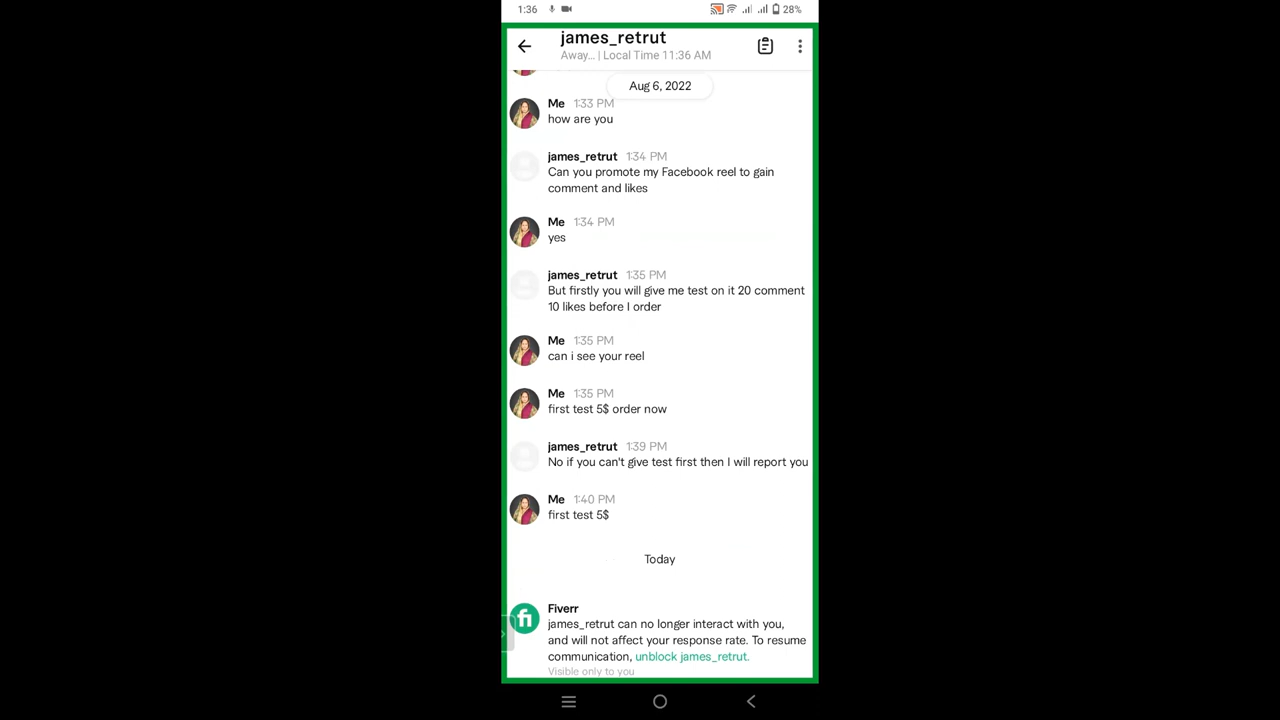 1:36
28%
james_retrut
Away... | Local Time 11:36 AM
Aug 6, 2022
Me 1:33 PM
how are you
james_retrut 1:34 PM
Can you promote my Facebook reel to gain
comment and likes
Me 1:34 PM
yes
james_retrut 1:35 PM
But firstly you will give me test on it 20 comment
10 likes before I order
Me 1:35 PM
can i see your reel
Me 1:35 PM
first test 5$ order now
james_retrut 1:39 PM
No if you can't give test first then I will report you
Me 1:40 PM
first test 5$
Today
fi
Fiverr
james_retrut can no longer interact with you,
and will not affect your response rate. To resume
communication, unblock james_retrut.
Visible only to you